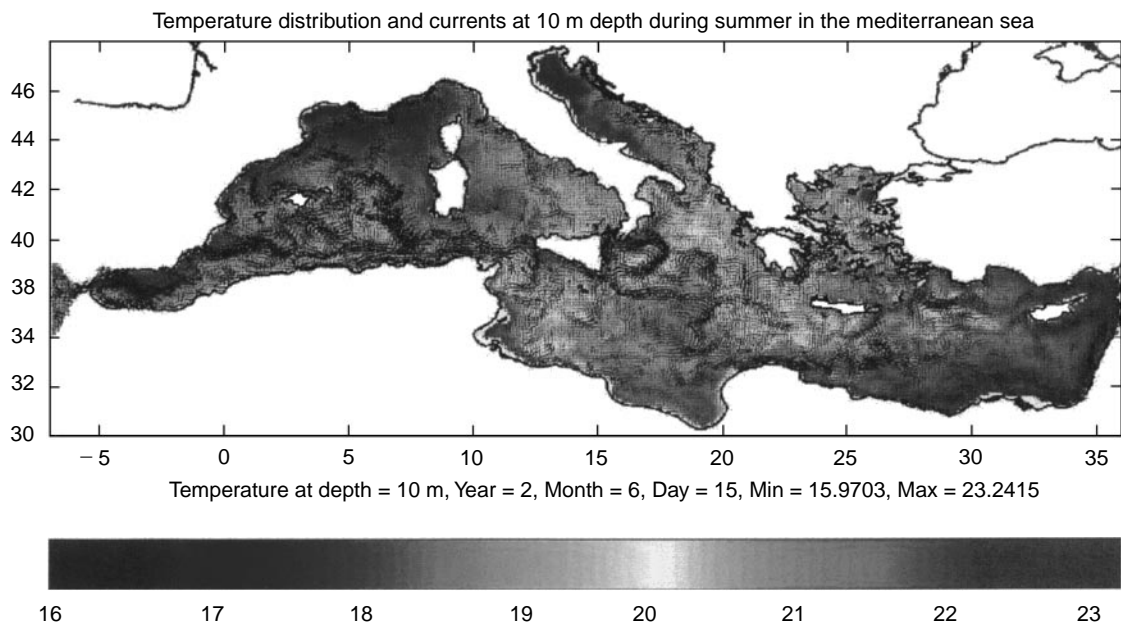 Temperature distribution and currents at 10 m depth during summer in the mediterranean sea
46
44
42
40
38
36
34
32
30
− 5 0 5 10 15 20 25 30 35
Temperature at depth = 10 m, Year = 2, Month = 6, Day = 15, Min = 15.9703, Max = 23.2415
16 17 18 19 20 21 22 23